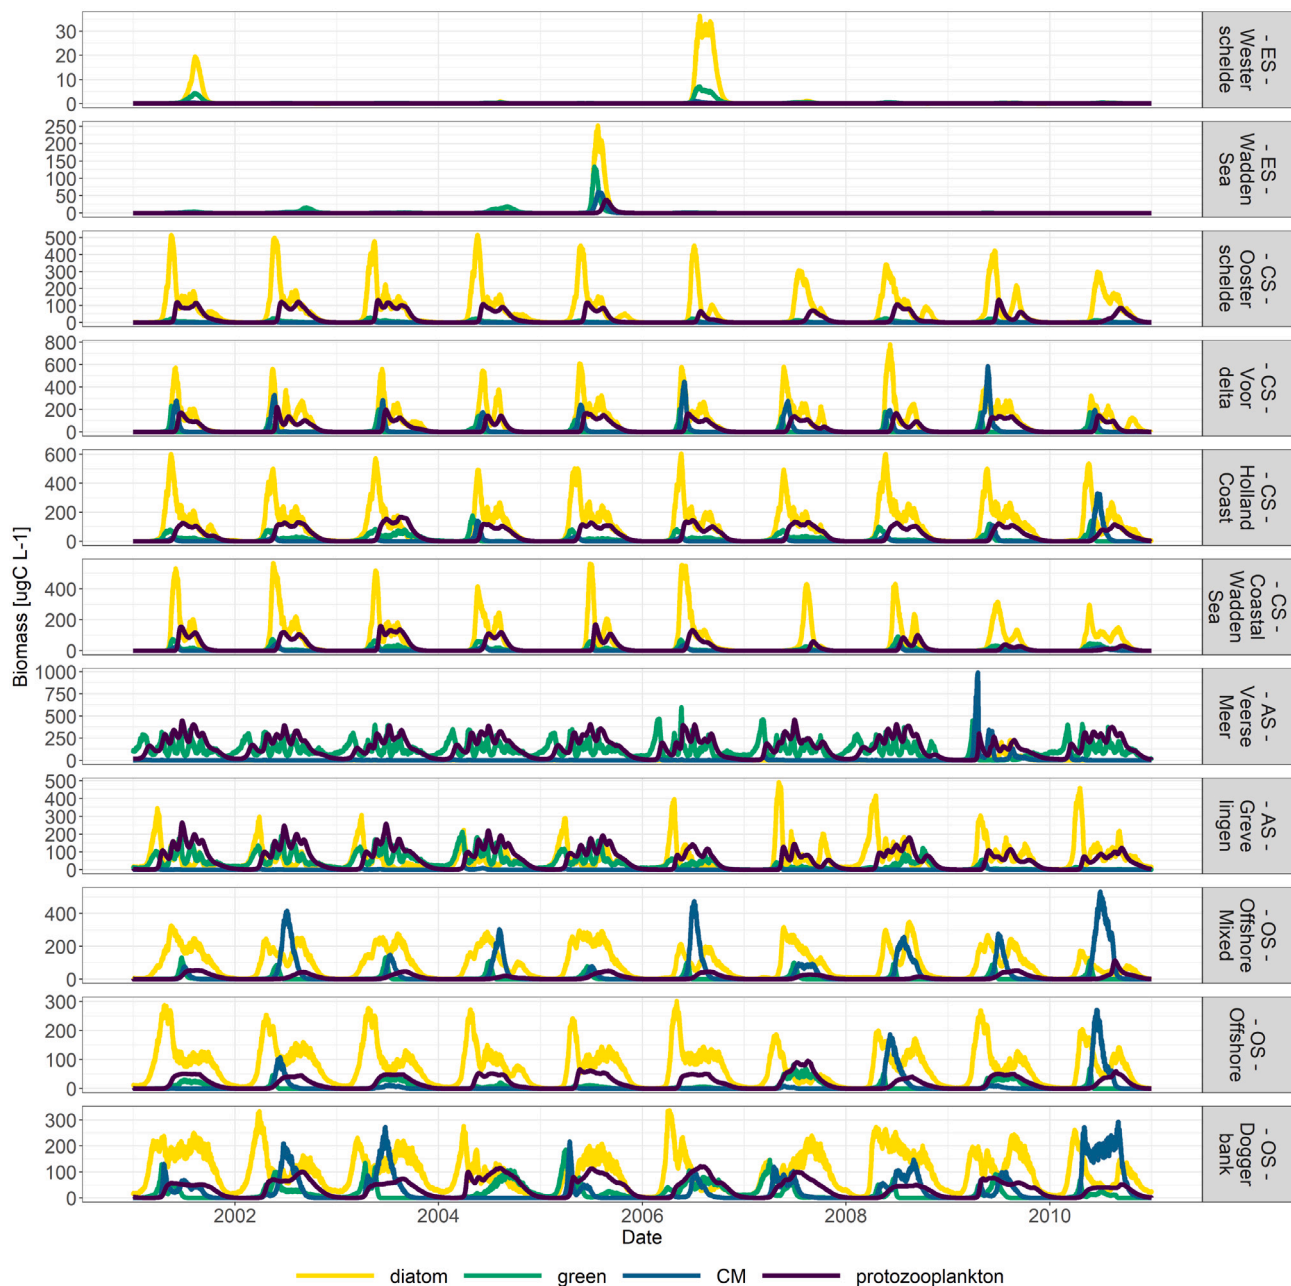 30
20
10
0
- ES -
Wester
schelde
250
200
150
100
50
0
- ES -
Wadden
Sea
500
400
300
200
100
0
- CS -
Ooster
schelde
800
600
400
200
0
- CS -
Voor
delta
600
400
200
0
- CS -
Holland
Coast
400
200
0
- CS -
Coastal
Wadden
Sea
Biomass [ugC L-1]
1000
750
500
250
0
- AS -
Veerse
Meer
500
400
300
200
100
0
- AS -
Greve
lingen
400
200
0
- OS -
Offshore
Mixed
300
200
100
0
- OS -
Offshore
300
200
100
0
- OS -
Dogger
bank
2002 2004 2006 2008 2010
Date
diatom green CM protozooplankton